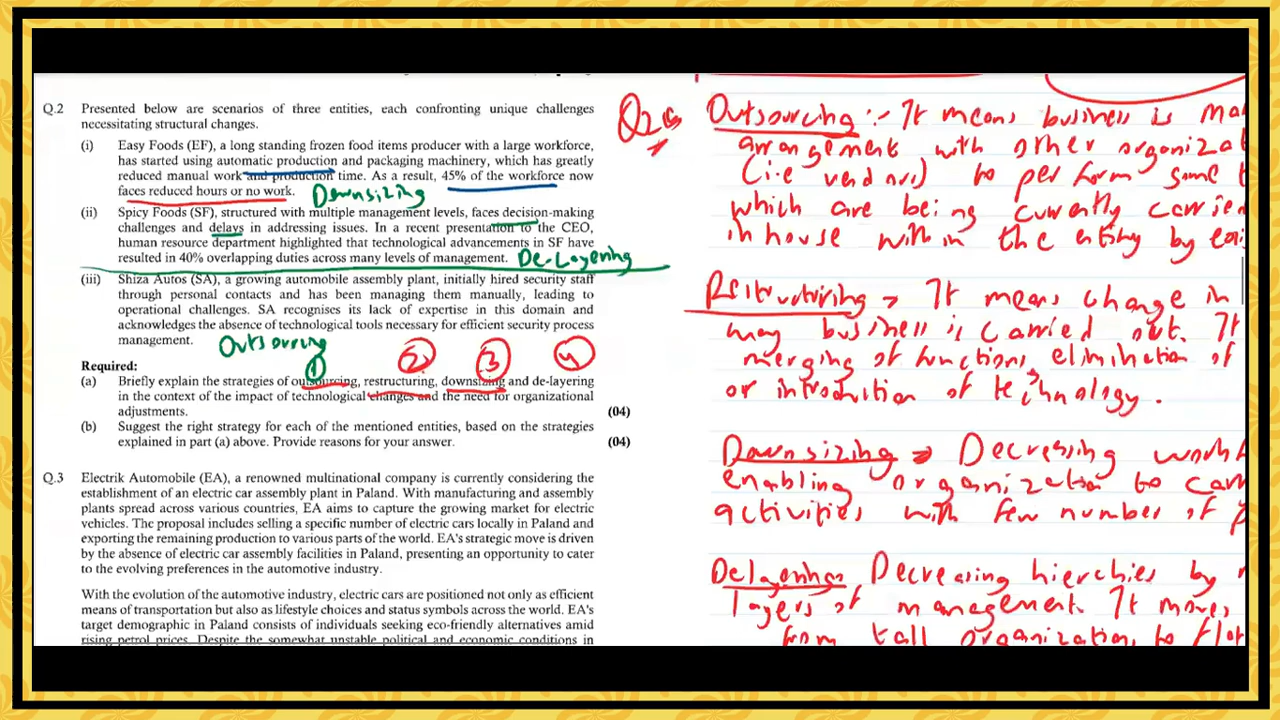 Q.2 Presented below are scenarios of three entities, each confronting unique challenges
necessitating structural changes.
(i) Easy Foods (EF), a long standing frozen food items producer with a large workforce,
has started using automatic production and packaging machinery, which has greatly
reduced manual work and production time. As a result, 45% of the workforce now
faces reduced hours or no work. Downsizing
(ii) Spicy Foods (SF), structured with multiple management levels, faces decision-making
challenges and delays in addressing issues. In a recent presentation to the CEO,
human resource department highlighted that technological advancements in SF have
resulted in 40% overlapping duties across many levels of management. De-Layering
(iii) Shiza Autos (SA), a growing automobile assembly plant, initially hired security staff
through personal contacts and has been managing them manually, leading to
operational challenges. SA recognises its lack of expertise in this domain and
acknowledges the absence of technological tools necessary for efficient security process
management. Outsourcing
Required: 1 2 3 4
(a) Briefly explain the strategies of outsourcing, restructuring, downsizing and de-layering
in the context of the impact of technological changes and the need for organizational
adjustments. (04)
(b) Suggest the right strategy for each of the mentioned entities, based on the strategies
explained in part (a) above. Provide reasons for your answer. (04)
Q.3 Electrik Automobile (EA), a renowned multinational company is currently considering the
establishment of an electric car assembly plant in Paland. With manufacturing and assembly
plants spread across various countries, EA aims to capture the growing market for electric
vehicles. The proposal includes selling a specific number of electric cars locally in Paland and
exporting the remaining production to various parts of the world. EA's strategic move is driven
by the absence of electric car assembly facilities in Paland, presenting an opportunity to cater
to the evolving preferences in the automotive industry.
With the evolution of the automotive industry, electric cars are positioned not only as efficient
means of transportation but also as lifestyle choices and status symbols across the world. EA's
target demographic in Paland consists of individuals seeking eco-friendly alternatives amid
rising petrol prices. Despite the somewhat unstable political and economic conditions in
Outsourcing :- It means business is
arrangement with other
(i.e vendors) to perform some
which are being currently
inhouse within the entity by
Restructuring → It means change in
way business is carried out. It
merging of functions, elimination of
or introduction of technology.
Downsizing → Decreasing
enabling organization to
activities with few number of
Decreasing hierchies by
layers of management. It moves
from tall organization to